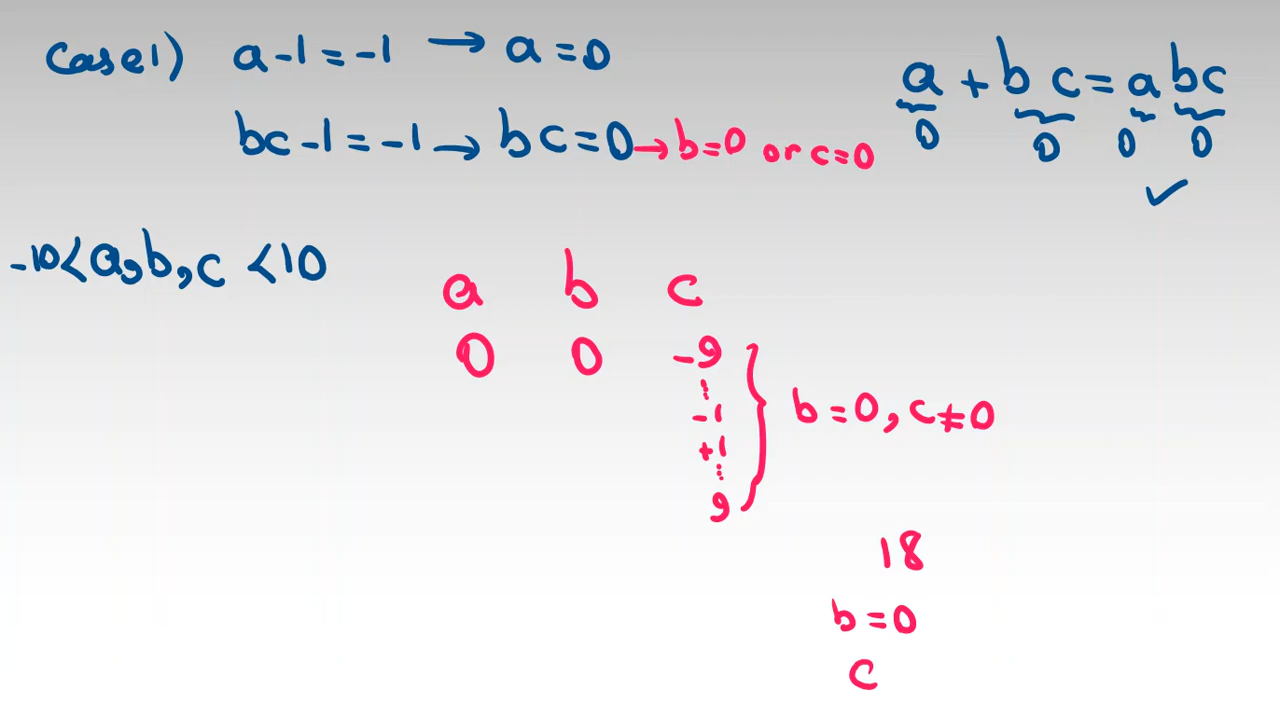 Case1) a-1=-1 → a=0
bc-1=-1 → bc=0 → b=0 or c=0
a+bc=abc
0 0 0 0
✓
-10<a,b,c<10
a b c
0 0 -9
⋮
-1
+1
⋮
9
b=0, c≠0
18
b=0
c